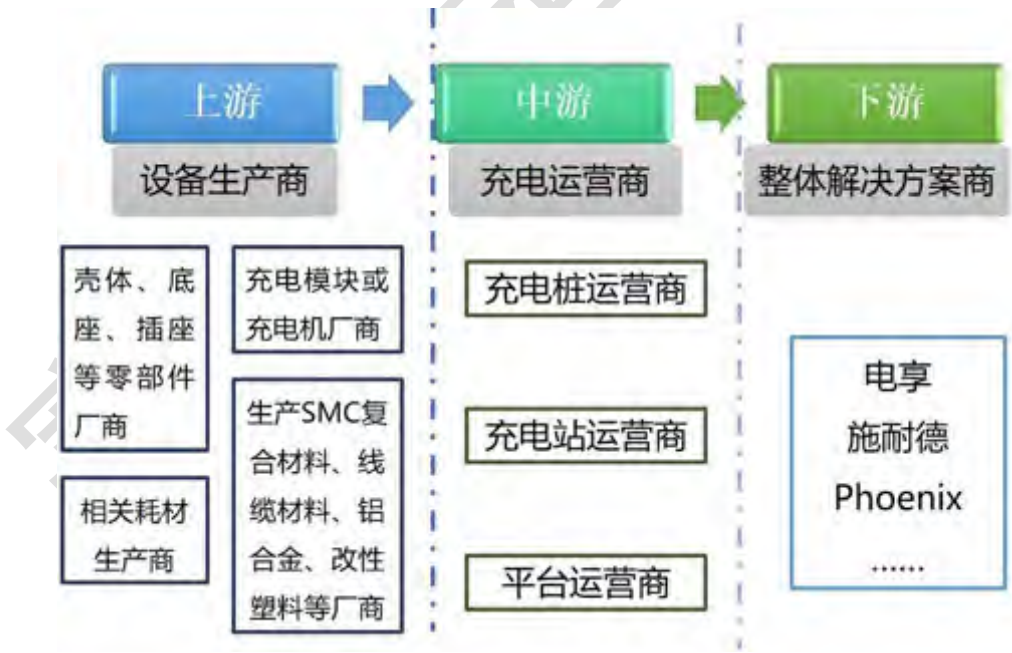 上游
设备生产商
壳体、底
座、插座
等零部件
厂商
相关耗材
生产商
充电模块或
充电机厂商
生产SMC复
合材料、线
缆材料、铝
合金、改性
塑料等厂商
中游
充电运营商
充电桩运营商
充电站运营商
平台运营商
下游
整体解决方案商
电享
施耐德
Phoenix
......